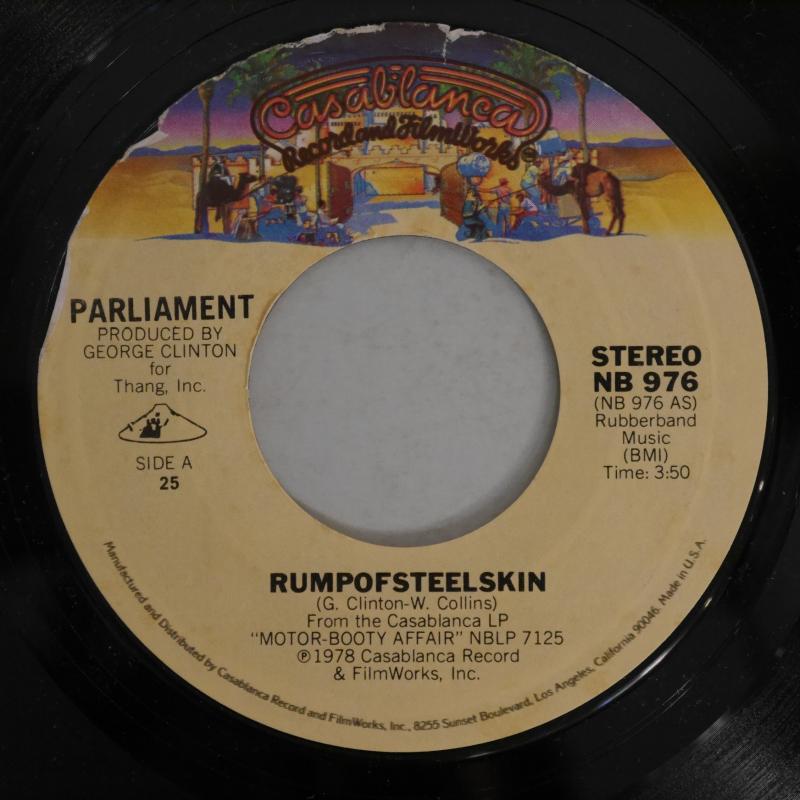 Casablanca
Record and FilmWorks
PARLIAMENT
PRODUCED BY
GEORGE CLINTON
for
Thang, Inc.
SIDE A
25
STEREO
NB 976
(NB 976 AS)
Rubberband
Music
(BMI)
Time: 3:50
RUMPOFSTEELSKIN
(G. Clinton-W. Collins)
From the Casablanca LP
"MOTOR-BOOTY AFFAIR" NBLP 7125
℗1978 Casablanca Record
& FilmWorks, Inc.
Manufactured and Distributed by Casablanca Record and FilmWorks, Inc., 8255 Sunset Boulevard, Los Angeles, California 90046. Made in U.S.A.